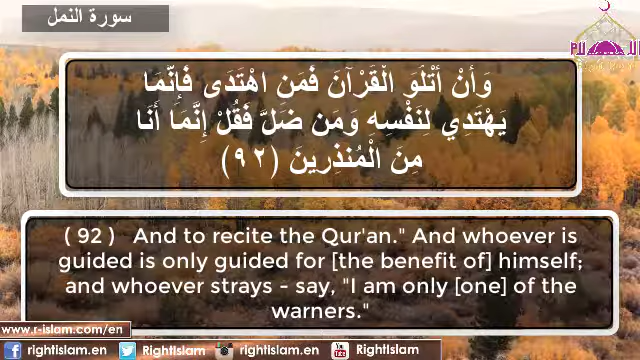 سورة النمل
وَأَنْ أَتْلُوَ الْقُرْآنَ فَمَنِ اهْتَدَى فَإِنَّمَا
يَهْتَدِي لِنَفْسِهِ وَمَن ضَلَّ فَقُلْ إِنَّمَا أَنَا
مِنَ الْمُنذِرِينَ (٩٢)
( 92 ) And to recite the Qur'an." And whoever is
guided is only guided for [the benefit of] himself;
and whoever strays - say, "I am only [one] of the
warners."
www.r-islam.com/en
rightislam.en
RightIslam
rightislam.en
You Tube
RightIslam